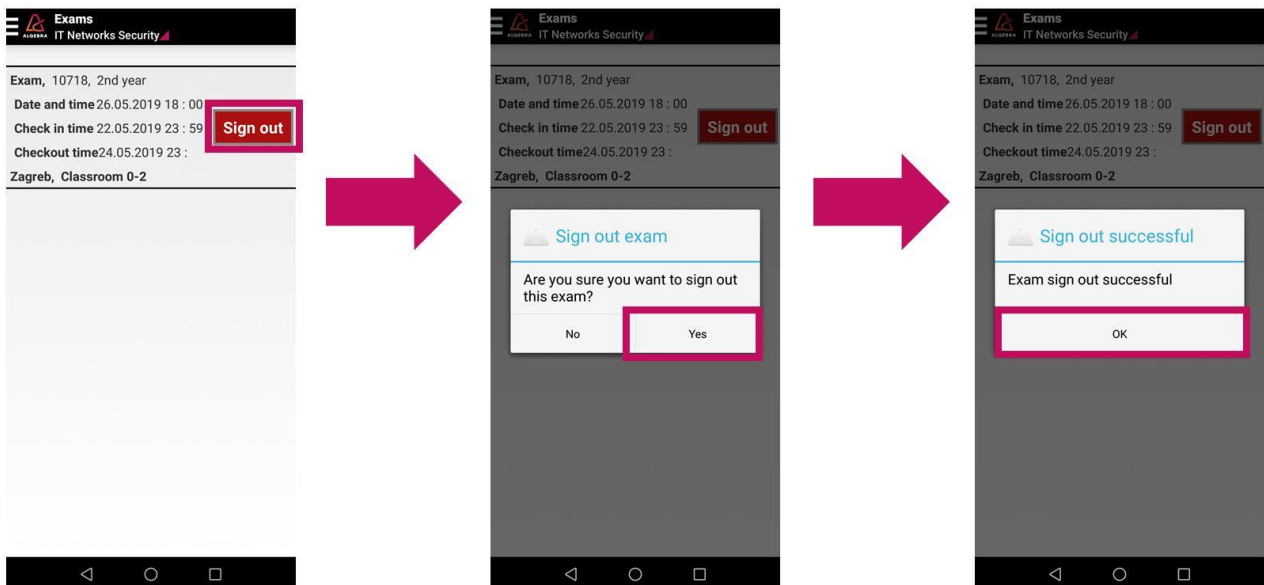 Exams
ALGEBRA IT Networks Security
Exam, 10718, 2nd year
Date and time 26.05.2019 18 : 00
Check in time 22.05.2019 23 : 59
Sign out
Checkout time24.05.2019 23 :
Zagreb, Classroom 0-2
Exams
ALGEBRA IT Networks Security
Exam, 10718, 2nd year
Date and time 26.05.2019 18 : 00
Check in time 22.05.2019 23 : 59
Sign out
Checkout time24.05.2019 23 :
Zagreb, Classroom 0-2
Sign out exam
Are you sure you want to sign out
this exam?
No
Yes
Exams
ALGEBRA IT Networks Security
Exam, 10718, 2nd year
Date and time 26.05.2019 18 : 00
Check in time 22.05.2019 23 : 59
Sign out
Checkout time24.05.2019 23 :
Zagreb, Classroom 0-2
Sign out successful
Exam sign out successful
OK